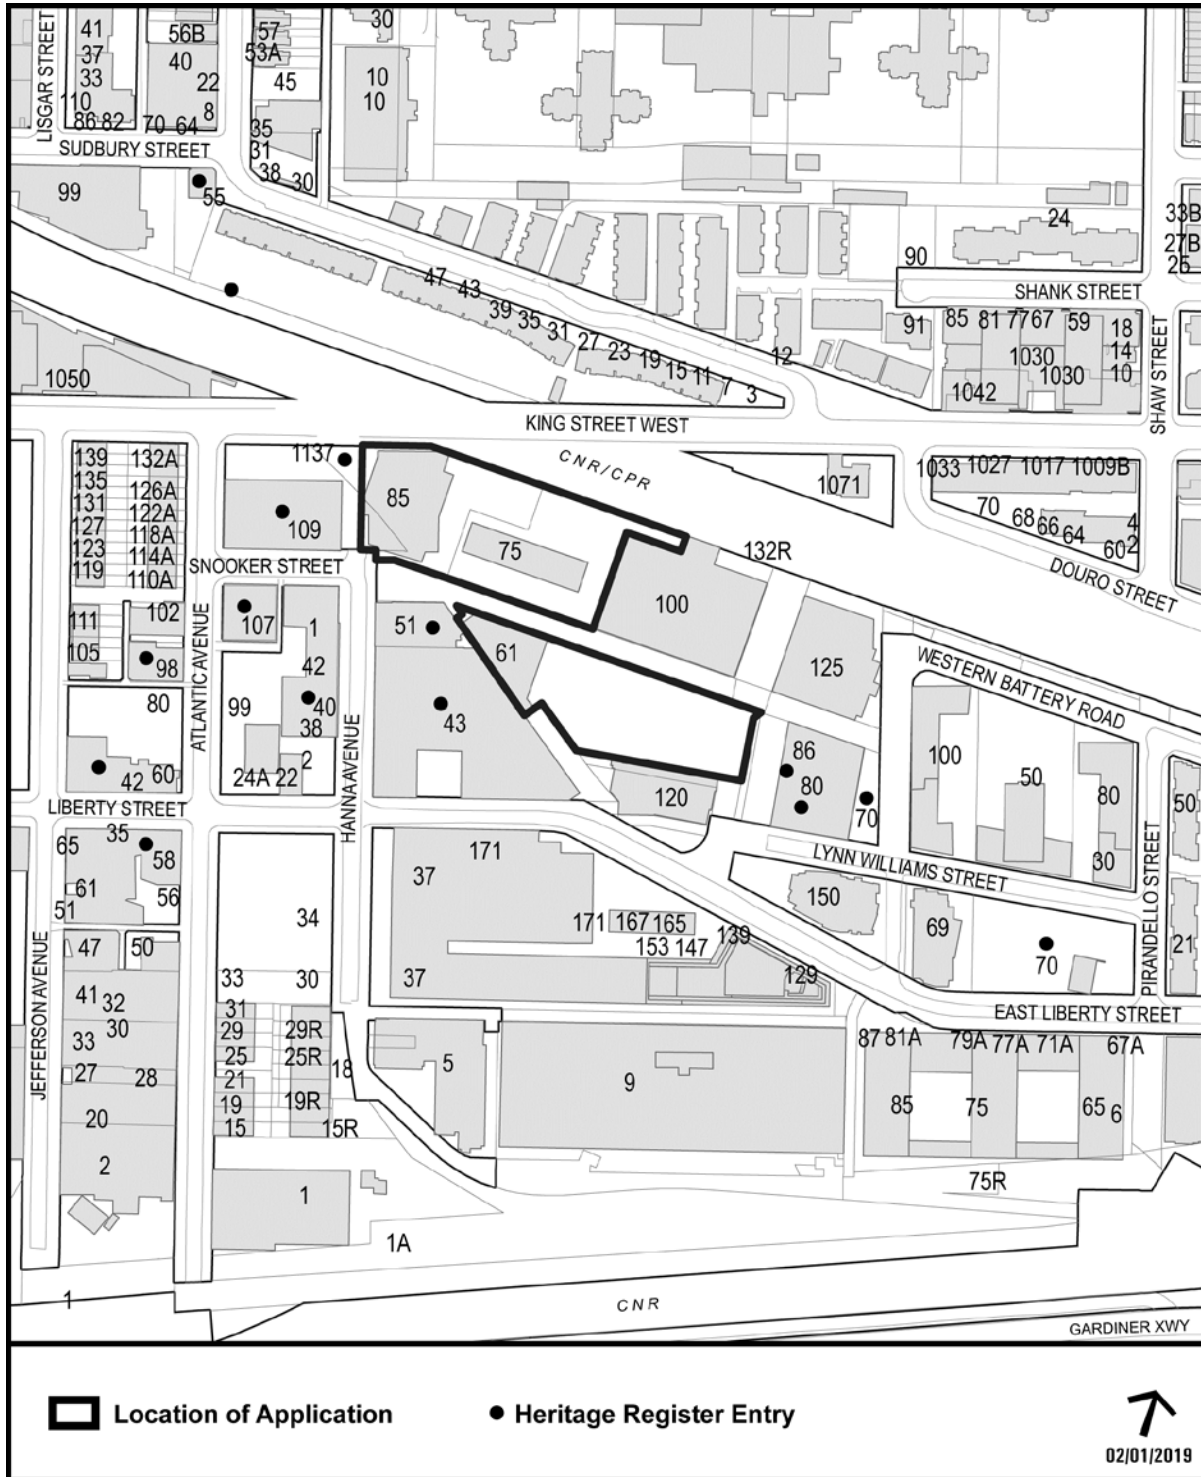 41
37
33
110
86 82
56B
40
22
8
70 64
57
53A
45
35
31
38 30
30
10
10
LISGAR STREET
SUDBURY STREET
99
55
24
33B
27B
25
90
SHANK STREET
47
43
39
35
31
27
23
19
15
11
7
3
12
91
85 81 77 67 59 18
14
10
1030
1030
1042
SHAW STREET
1050
KING STREET WEST
CNR/CPR
1137
85
109
75
132R
100
1071
1033 1027 1017 1009B
70
68 66 64 60
4
2
DOURO STREET
139
135
131
127
123
119
132A
126A
122A
118A
114A
110A
SNOOKER STREET
111
105
102
98
107
1
42
40
38
2
99
24A 22
80
42 60
ATLANTIC AVENUE
HANNA AVENUE
51
61
43
125
WESTERN BATTERY ROAD
86
80
70
120
100
50
80
30
50
LIBERTY STREET
LYNN WILLIAMS STREET
PIRANDELLO STREET
65
35
58
61
56
51
47
50
JEFFERSON AVENUE
34
171
37
37
171 167 165
153 147
139
129
150
69
70
21
EAST LIBERTY STREET
41
32
30
33
27
28
20
2
33
30
31
29
25
21
19
15
29R
25R
19R
15R
18
5
9
87 81A 79A 77A 71A 67A
85
75
65 6
75R
1
1A
1
CNR
GARDINER XWY
Location of Application
Heritage Register Entry
02/01/2019